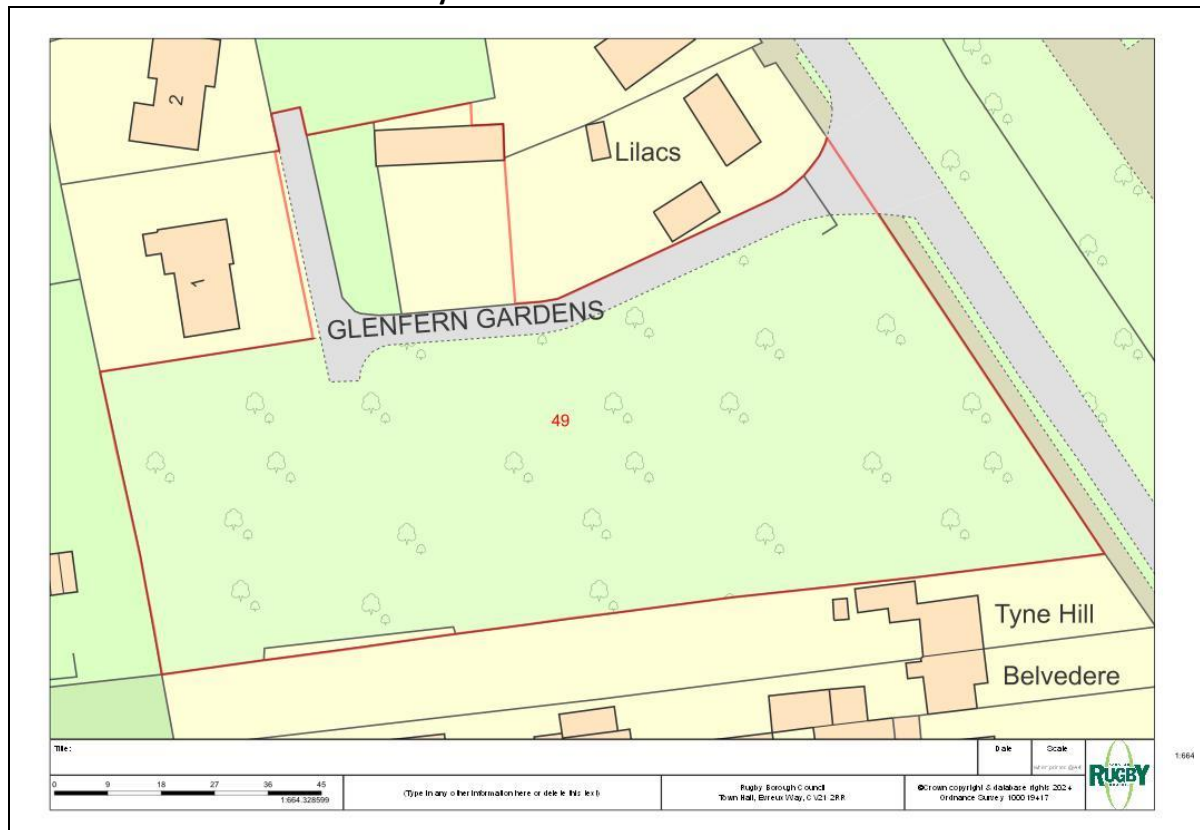 2
Lilacs
1
GLENFERN GARDENS
49
Tyne Hill
Belvedere
Title:
Date
Scale
0 9 18 27 36 45
1:664.328599
(Type in any other information here or delete this text)
Rugby Borough Council
Town Hall, Evreux Way, CV21 2RR
©Crown copyright & database rights 2024
Ordnance Survey 100019417
RUGBY
1:664